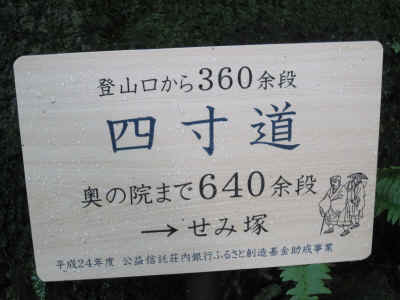 登山口から360余段
四寸道
奥の院まで640余段
→せみ塚
平成24年度 公益信託荘内銀行ふるさと創造基金助成事業